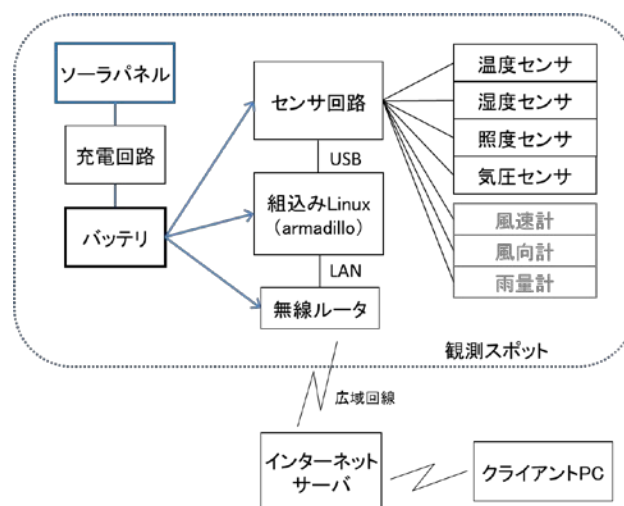 ソーラパネル
充電回路
バッテリ
センサ回路
USB
組込みLinux
(armadillo)
LAN
無線ルータ
温度センサ
湿度センサ
照度センサ
気圧センサ
風速計
風向計
雨量計
観測スポット
広域回線
インターネット
サーバ
クライアントPC